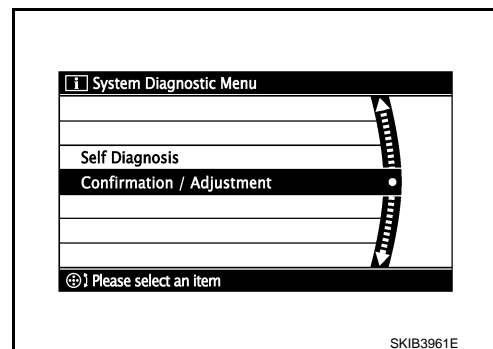 i System Diagnostic Menu
Self Diagnosis
Confirmation / Adjustment
Please select an item
SKIB3961E